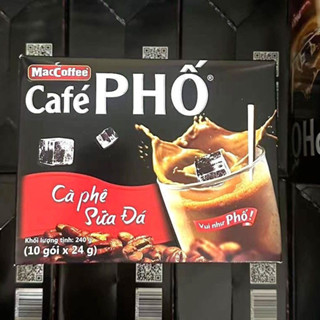 MacCoffee
Café PHỐ®
Cà phê
Sữa Đá
Vui như Phố!
Khối lượng tịnh: 240 g
(10 gói x 24 g)